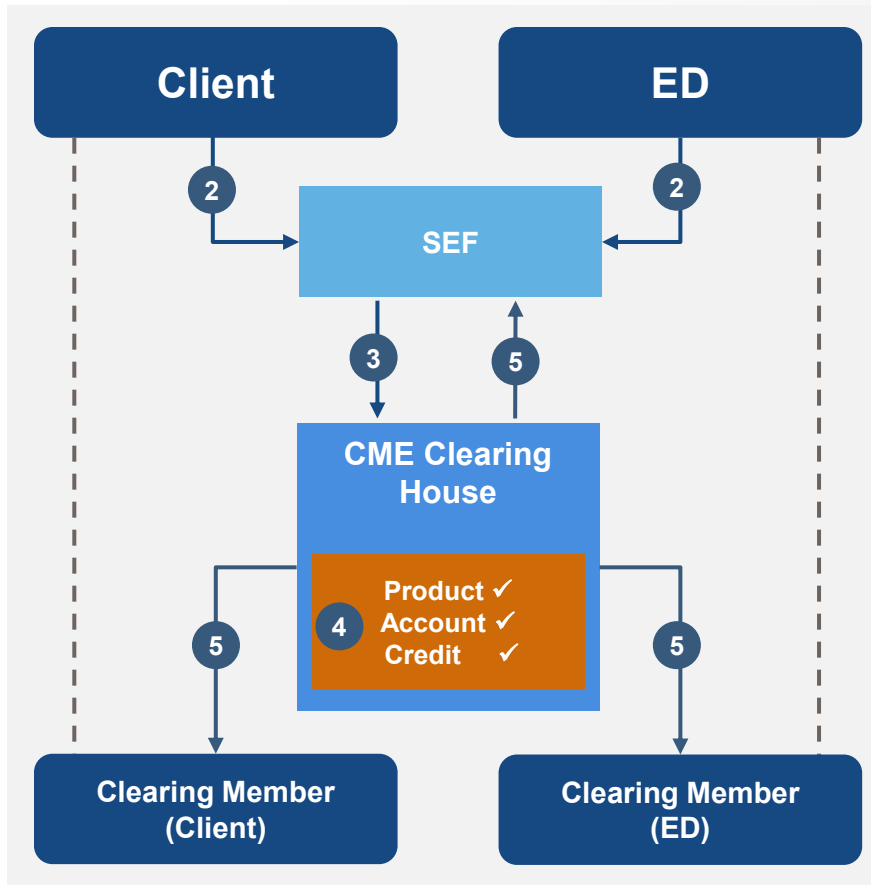 Client
ED
2
2
SEF
3
5
CME Clearing
House
Product ✓
4
Account ✓
Credit ✓
5
5
Clearing Member
(Client)
Clearing Member
(ED)